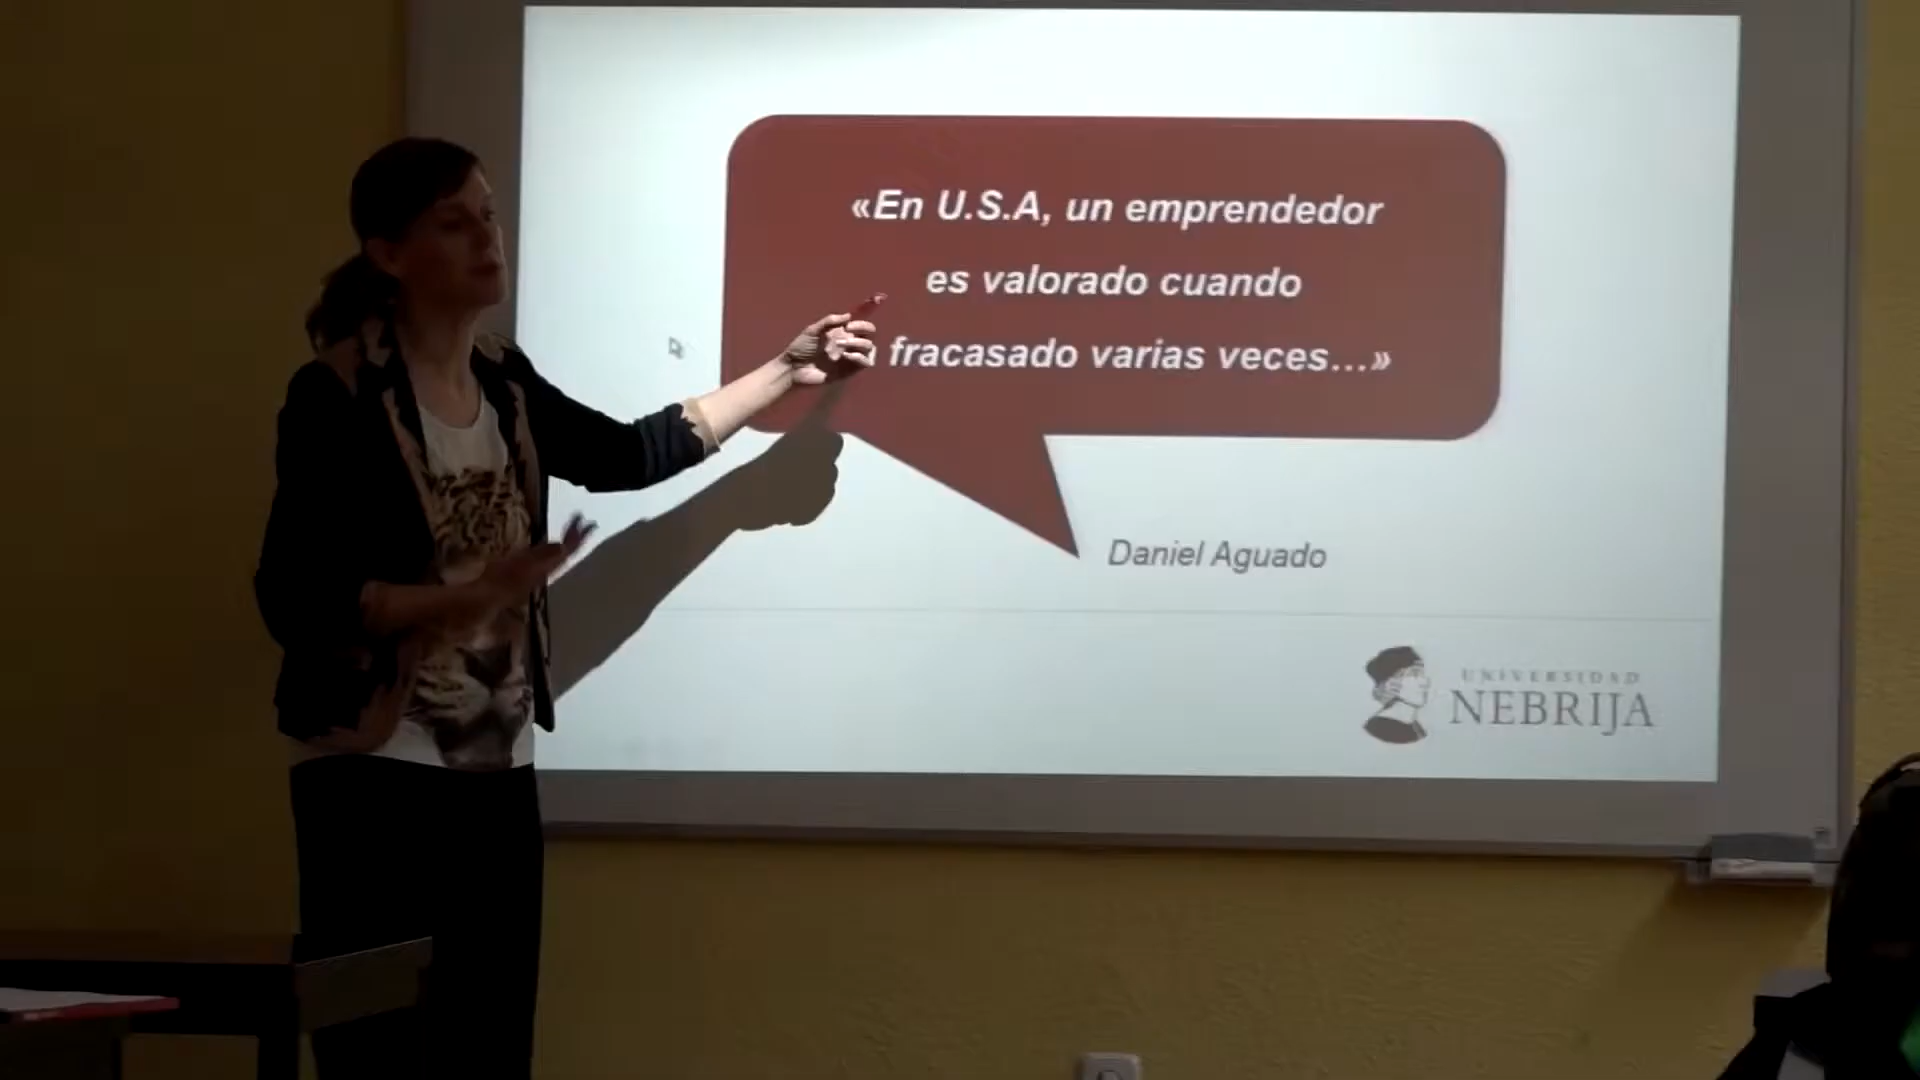 «En U.S.A, un emprendedor
es valorado cuando
fracasado varias veces...»
Daniel Aguado
UNIVERSIDAD
NEBRIJA